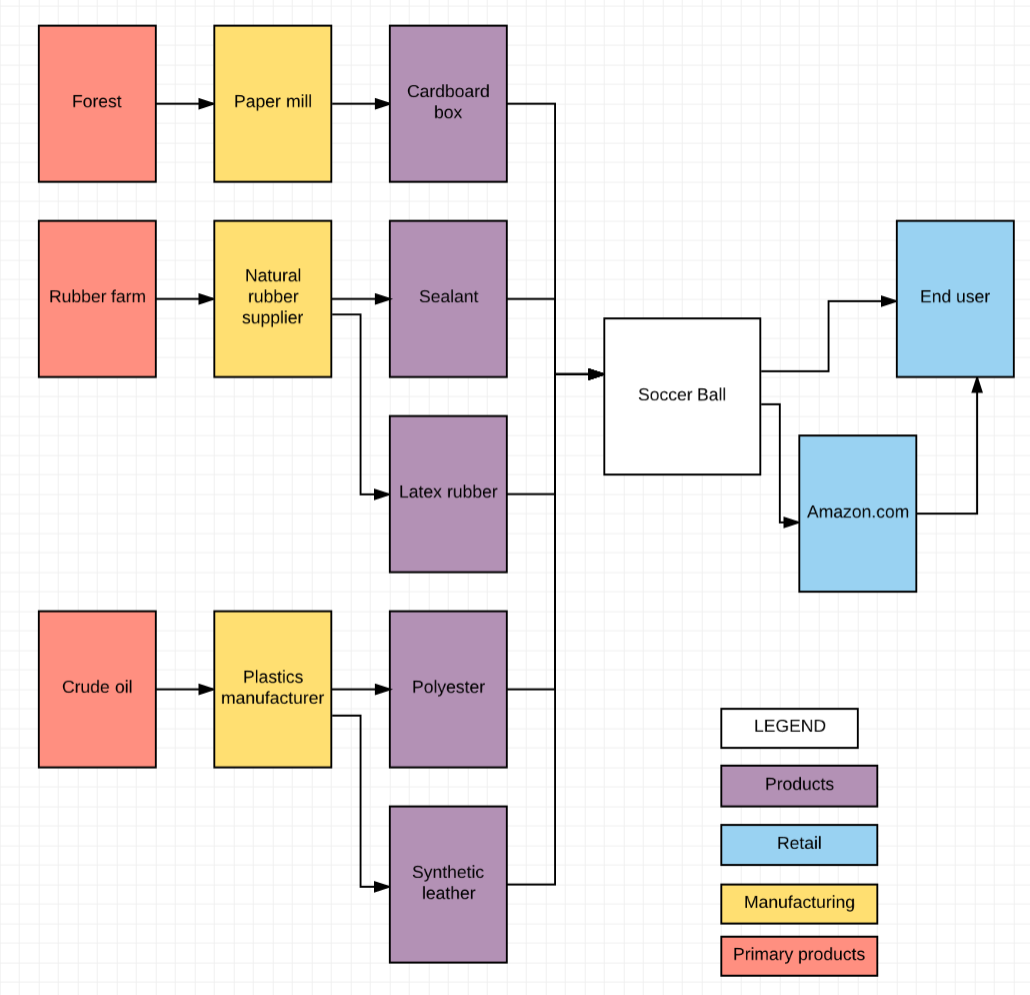 Forest
Paper mill
Cardboard
box
Rubber farm
Natural
rubber
supplier
Sealant
End user
Soccer Ball
Latex rubber
Amazon.com
Crude oil
Plastics
manufacturer
Polyester
Synthetic
leather
LEGEND
Products
Retail
Manufacturing
Primary products